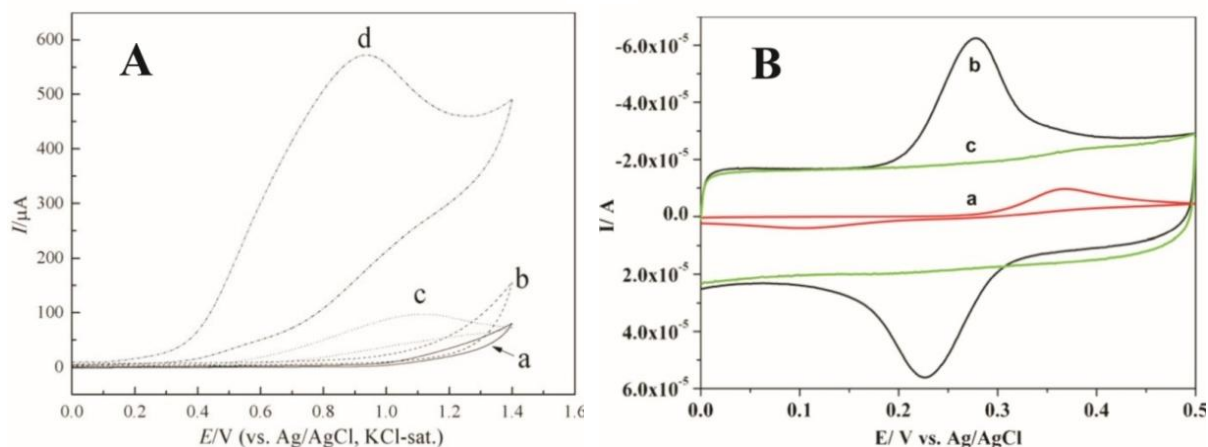 A
d
c
b
a
600
500
400
300
200
100
0
I/μA
0.0 0.2 0.4 0.6 0.8 1.0 1.2 1.4 1.6
E/V (vs. Ag/AgCl, KCl-sat.)
B
b
c
a
-6.0x10⁻⁵
-4.0x10⁻⁵
-2.0x10⁻⁵
0.0
2.0x10⁻⁵
4.0x10⁻⁵
6.0x10⁻⁵
I/ A
0.0 0.1 0.2 0.3 0.4 0.5
E/ V vs. Ag/AgCl